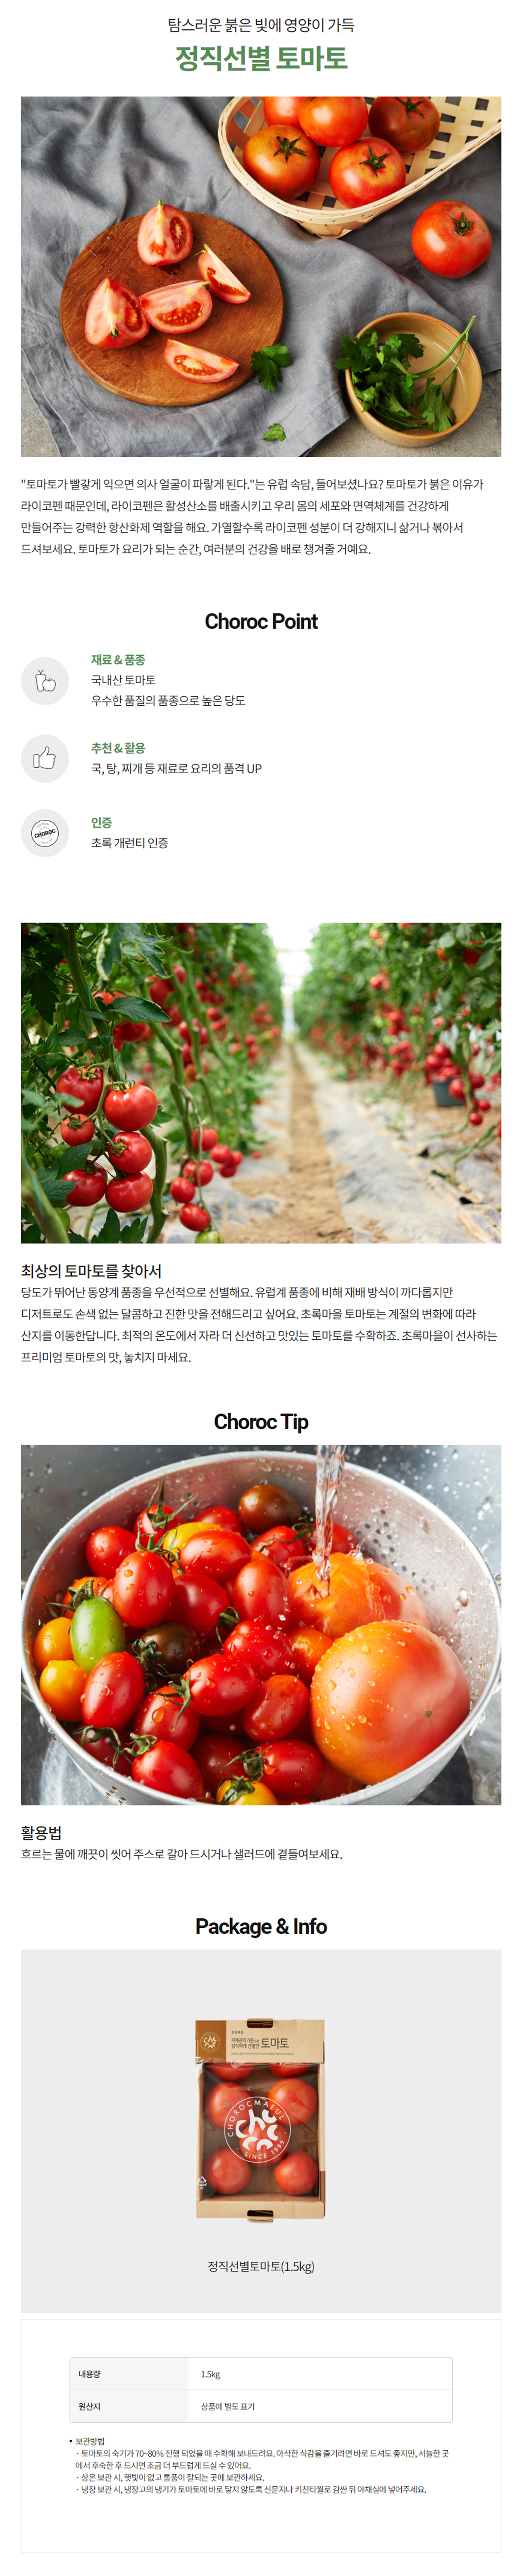 탐스러운 붉은 빛에 영양이 가득
정직선별 토마토
"토마토가 빨갛게 익으면 의사 얼굴이 파랗게 된다."는 유럽 속담, 들어보셨나요? 토마토가 붉은 이유가
라이코펜 때문인데, 라이코펜은 활성산소를 배출시키고 우리 몸의 세포와 면역체계를 건강하게
만들어주는 강력한 항산화제 역할을 해요. 가열할수록 라이코펜 성분이 더 강해지니 삶거나 볶아서
드셔보세요. 토마토가 요리가 되는 순간, 여러분의 건강을 배로 챙겨줄 거예요.
Choroc Point
재료 & 품종
국내산 토마토
우수한 품질의 품종으로 높은 당도
추천 & 활용
국, 탕, 찌개 등 재료로 요리의 품격 UP
CHOROC
인증
초록 개런티 인증
최상의 토마토를 찾아서
당도가 뛰어난 동양계 품종을 우선적으로 선별해요. 유럽계 품종에 비해 재배 방식이 까다롭지만
디저트로도 손색 없는 달콤하고 진한 맛을 전해드리고 싶어요. 초록마을 토마토는 계절의 변화에 따라
산지를 이동한답니다. 최적의 온도에서 자라 더 신선하고 맛있는 토마토를 수확하죠. 초록마을이 선사하는
프리미엄 토마토의 맛, 놓치지 마세요.
Choroc Tip
활용법
흐르는 물에 깨끗이 씻어 주스로 갈아 드시거나 샐러드에 곁들여보세요.
Package & Info
정직하게 선별한 토마토
CHOROCMAEUL
choroc
SINCE 1999
정직선별토마토(1.5kg)
내용량 1.5kg
원산지 상품에 별도 표기
• 보관방법
· 토마토의 숙기가 70~80% 진행 되었을 때 수확해 보내드려요. 아삭한 식감을 즐기려면 바로 드셔도 좋지만, 서늘한 곳
에서 후숙한 후 드시면 조금 더 부드럽게 드실 수 있어요.
· 상온 보관 시, 햇빛이 없고 통풍이 잘되는 곳에 보관하세요.
· 냉장 보관 시, 냉장고의 냉기가 토마토에 바로 닿지 않도록 신문지나 키친타월로 감싼 뒤 야채실에 넣어주세요.